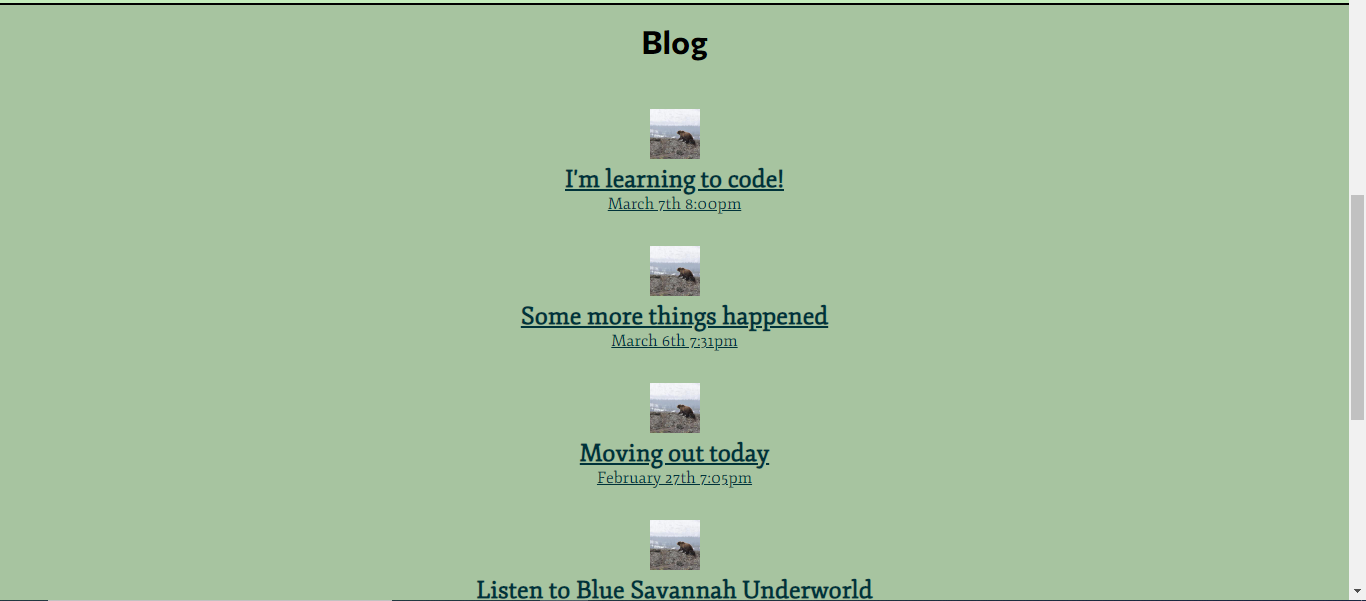 Blog
I'm learning to code!
March 7th 8:00pm
Some more things happened
March 6th 7:31pm
Moving out today
February 27th 7:05pm
Listen to Blue Savannah Underworld